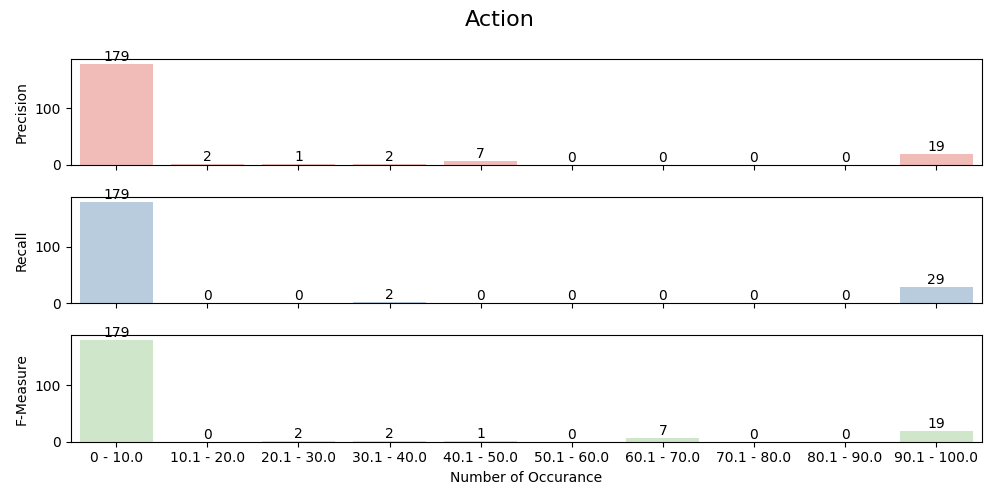 Action
179 2 1 2 7 0 0 0 0 19
Precision
100
0
179 0 0 2 0 0 0 0 0 29
Recall
100
0
179 0 2 2 1 0 7 0 0 19
F-Measure
100
0
0 - 10.0 10.1 - 20.0 20.1 - 30.0 30.1 - 40.0 40.1 - 50.0 50.1 - 60.0 60.1 - 70.0 70.1 - 80.0 80.1 - 90.0 90.1 - 100.0
Number of Occurance